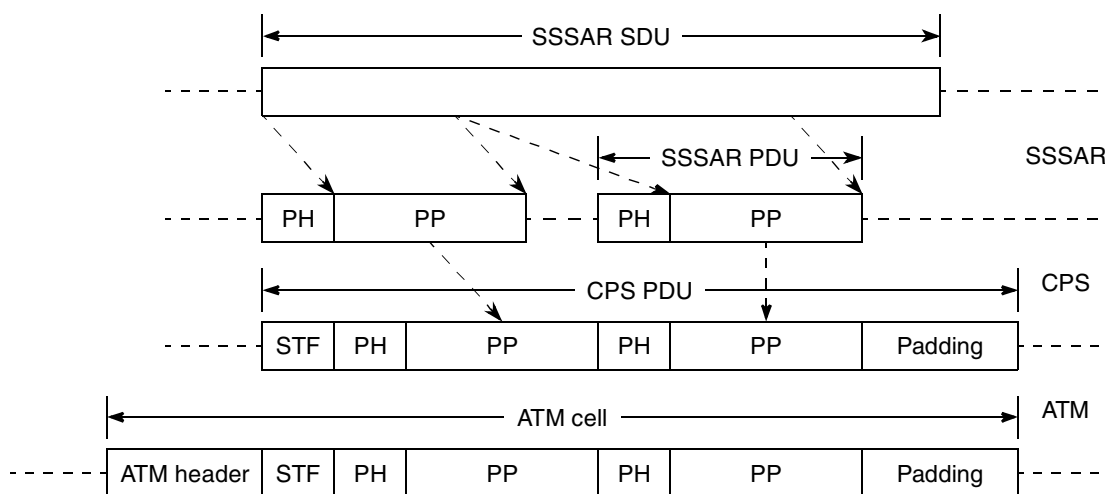 SSSAR SDU
SSSAR PDU SSSAR
PH PP PH PP
CPS PDU CPS
STF PH PP PH PP Padding
ATM cell ATM
ATM header STF PH PP PH PP Padding